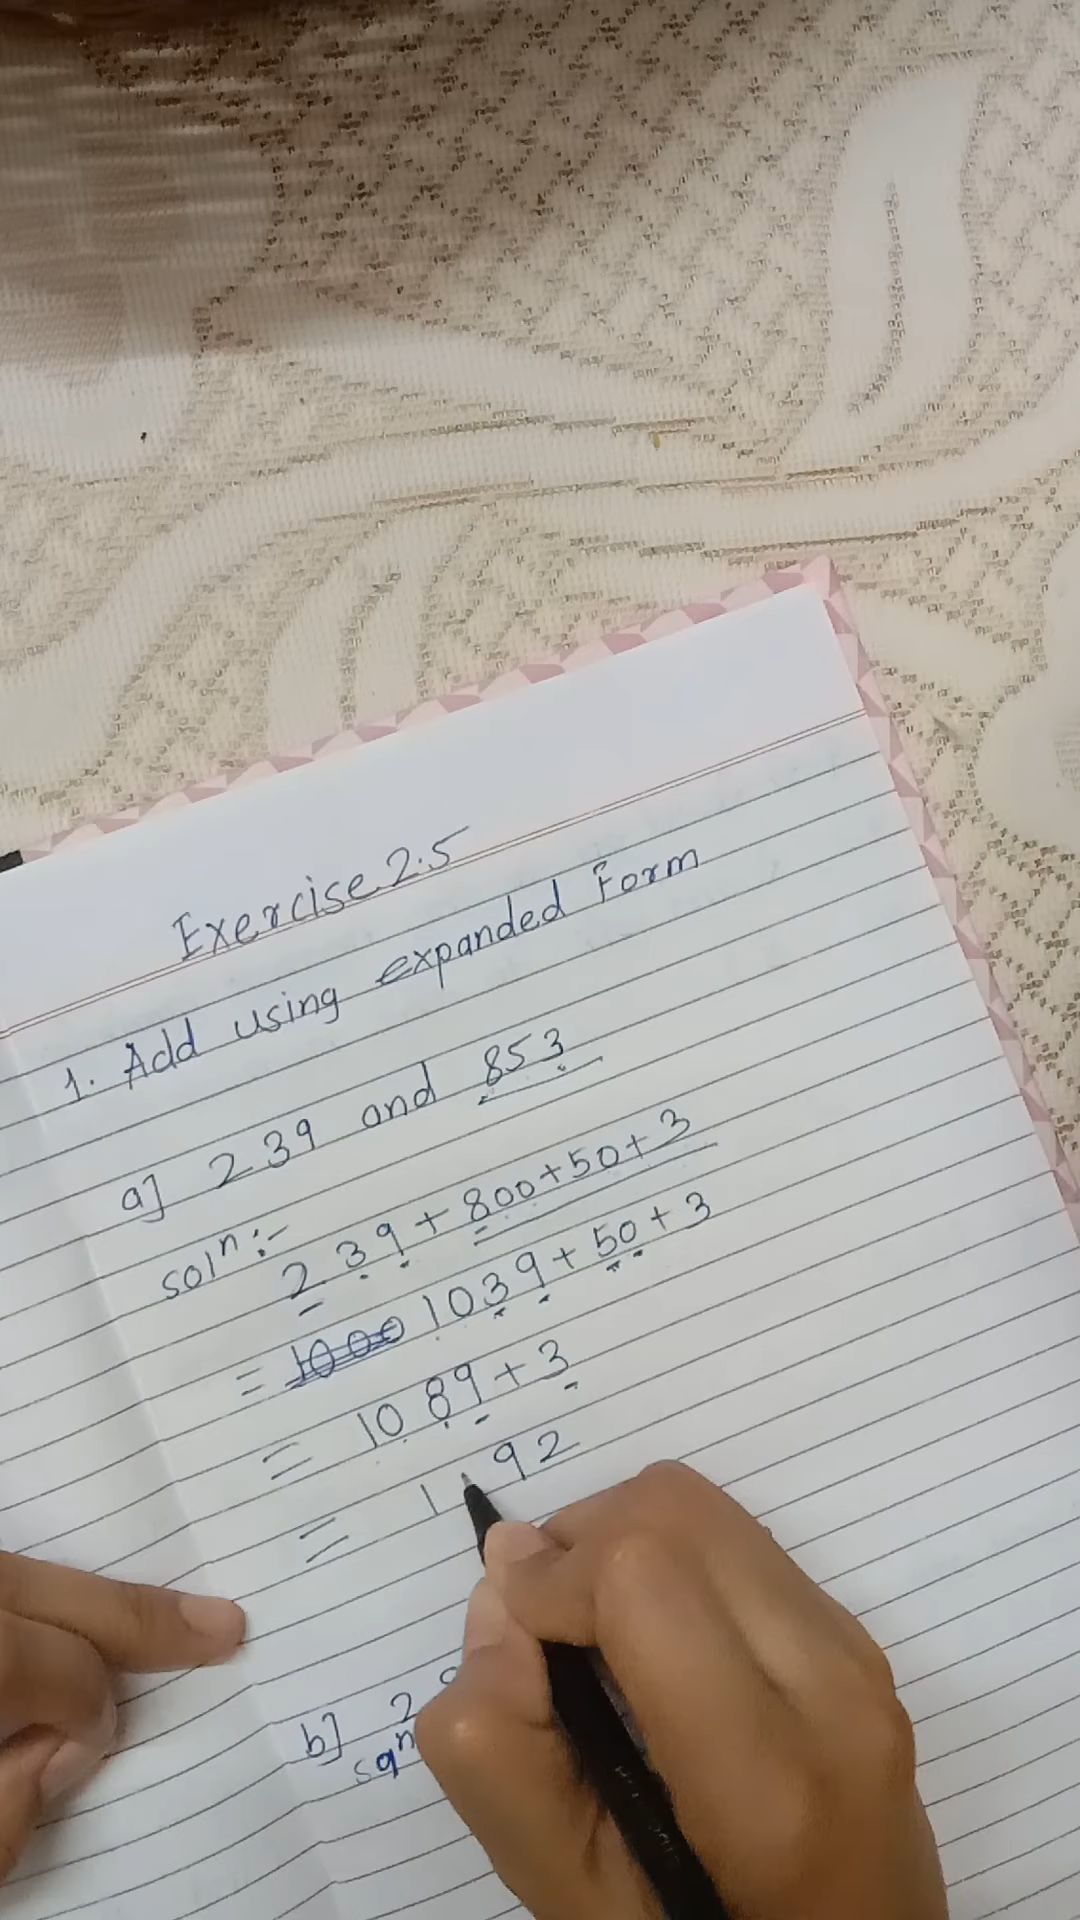 Exercise 2.5
1. Add using expanded Form
a] 239 and 853
solⁿ :-
239 + 800+50+3
= 1039 + 50 + 3
= 1089 + 3
= 1 92
b] 2